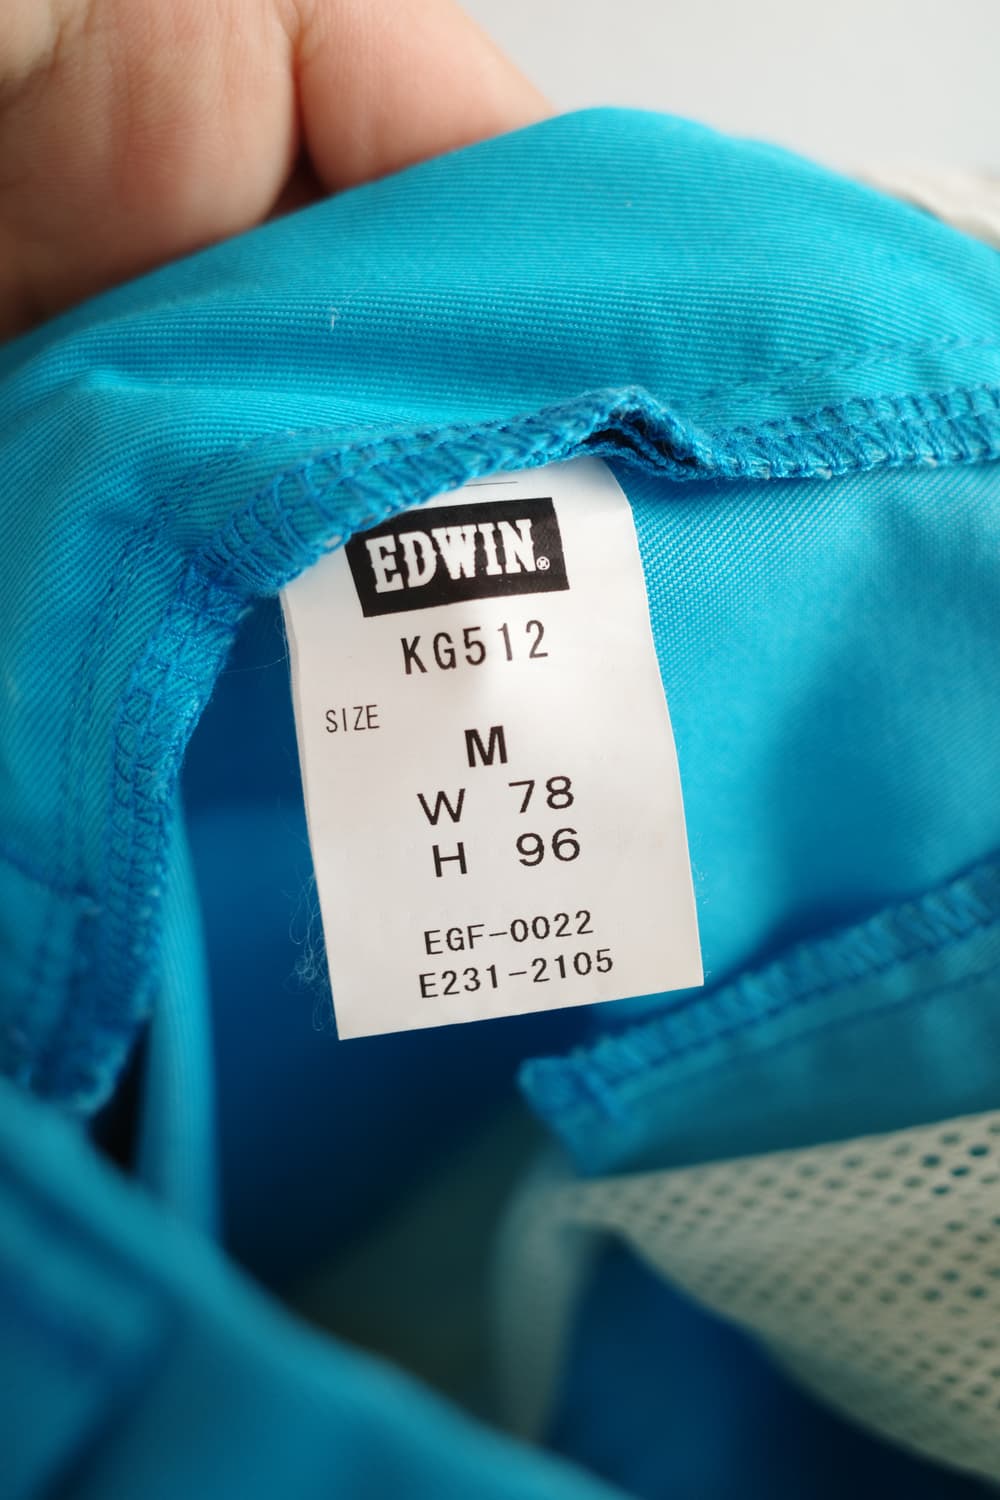 EDWIN®
KG512
SIZE
M
W 78
H 96
EGF-0022
E231-2105